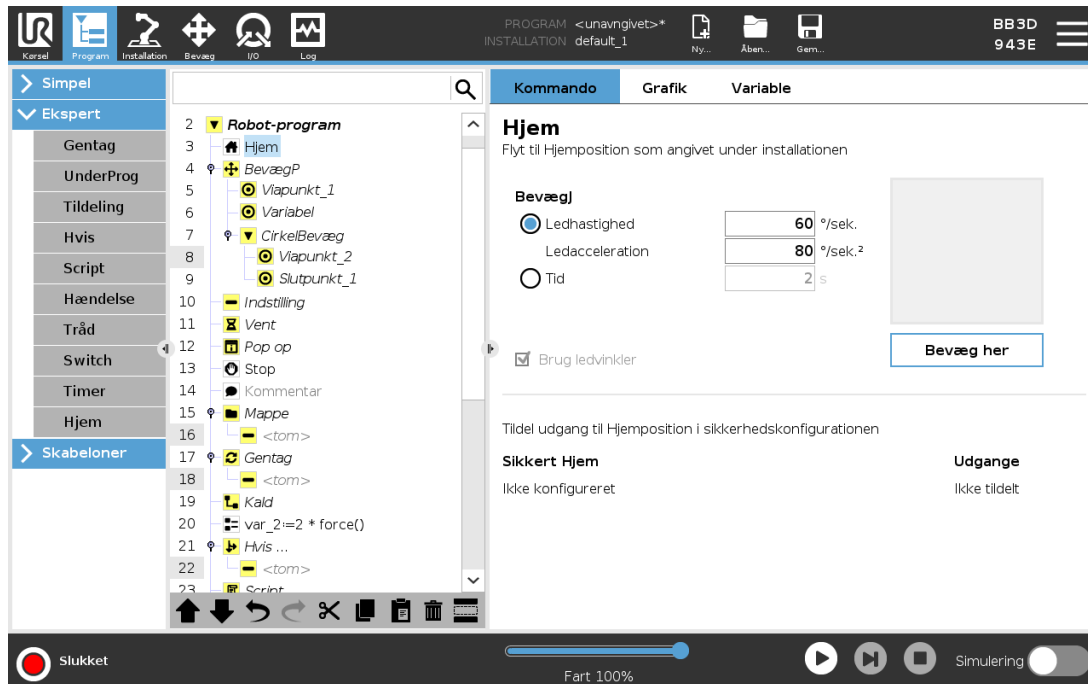 Kørsel
Program
Installation
Bevæg
I/O
Log
PROGRAM <unavngivet>*
INSTALLATION default_1
Ny...
Åben...
Gem...
BB3D
943E
Simpel
Ekspert
Gentag
UnderProg
Tildeling
Hvis
Script
Hændelse
Tråd
Switch
Timer
Hjem
Skabeloner
2 Robot-program
3 Hjem
4 BevægP
5 Viapunkt_1
6 Variabel
7 CirkelBevæg
8 Viapunkt_2
9 Slutpunkt_1
10 Indstilling
11 Vent
12 Pop op
13 Stop
14 Kommentar
15 Mappe
16 <tom>
17 Gentag
18 <tom>
19 Kald
20 var_2:=2 * force()
21 Hvis ...
22 <tom>
23 Script
Kommando Grafik Variable
Hjem
Flyt til Hjemposition som angivet under installationen
BevægJ
Ledhastighed 60 °/sek.
Ledacceleration 80 °/sek.²
Tid 2 s
Bevæg her
Brug ledvinkler
Tildel udgang til Hjemposition i sikkerhedskonfigurationen
Sikkert Hjem Udgange
Ikke konfigureret Ikke tildelt
Slukket
Fart 100%
Simulering